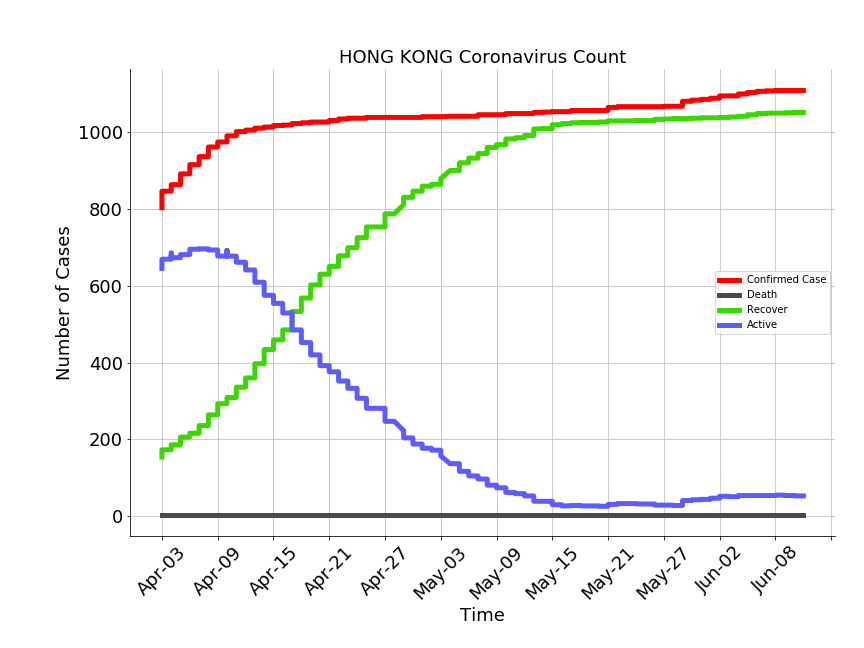 HONG KONG Coronavirus Count
Number of Cases
1000
800
600
400
200
0
Confirmed Case
Death
Recover
Active
Apr-03
Apr-09
Apr-15
Apr-21
Apr-27
May-03
May-09
May-15
May-21
May-27
Jun-02
Jun-08
Time